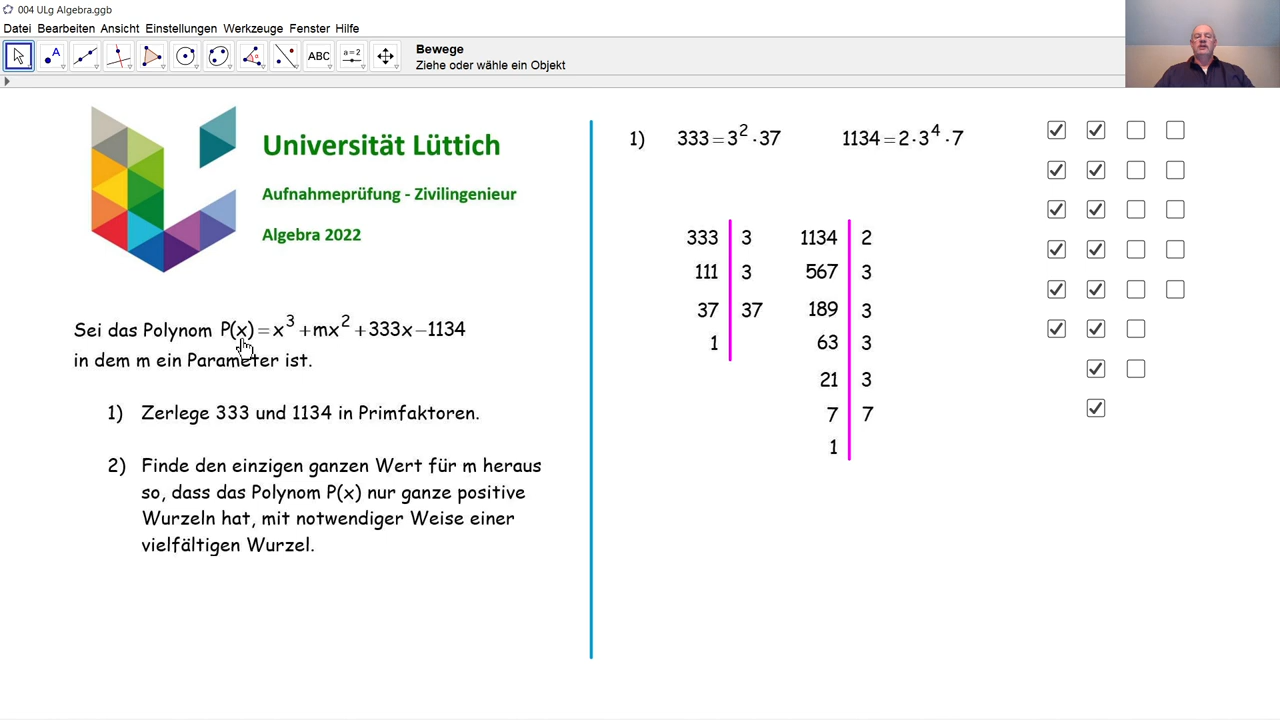 004 ULg Algebra.ggb
Datei Bearbeiten Ansicht Einstellungen Werkzeuge Fenster Hilfe
A
ABC
a=2
Bewege
Ziehe oder wähle ein Objekt
Universität Lüttich
Aufnahmeprüfung - Zivilingenieur
Algebra 2022
Sei das Polynom P(x)=x³+mx²+333x−1134
in dem m ein Parameter ist.
1) Zerlege 333 und 1134 in Primfaktoren.
2) Finde den einzigen ganzen Wert für m heraus
so, dass das Polynom P(x) nur ganze positive
Wurzeln hat, mit notwendiger Weise einer
vielfältigen Wurzel.
1) 333=3²·37 1134=2·3⁴·7
333 3 1134 2
111 3 567 3
37 37 189 3
1 63 3
21 3
7 7
1